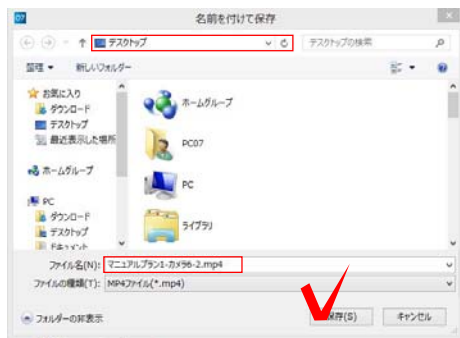 07
名前を付けて保存
デスクトップ
デスクトップの検索
整理
新しいフォルダー
お気に入り
ダウンロード
デスクトップ
最近表示した場所
ホームグループ
PC
ダウンロード
デスクトップ
ドキュメント
ホームグループ
PC07
PC
ライブラリ
ファイル名(N): マニュアルプラン1-カメラ6-2.mp4
ファイルの種類(T): MP4ファイル(*.mp4)
フォルダーの非表示
保存(S)
キャンセル